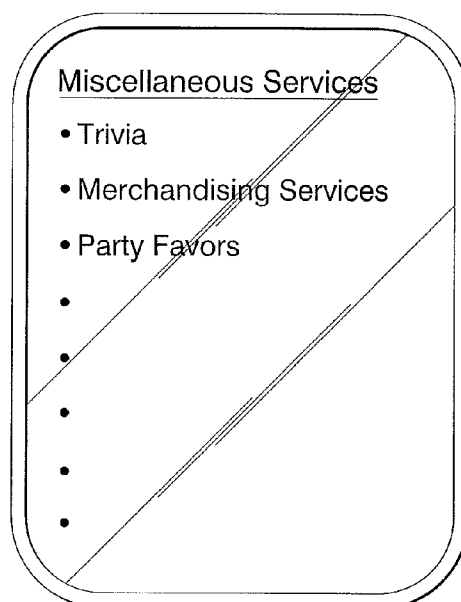 Miscellaneous Services
• Trivia
• Merchandising Services
• Party Favors
•
•
•
•
•